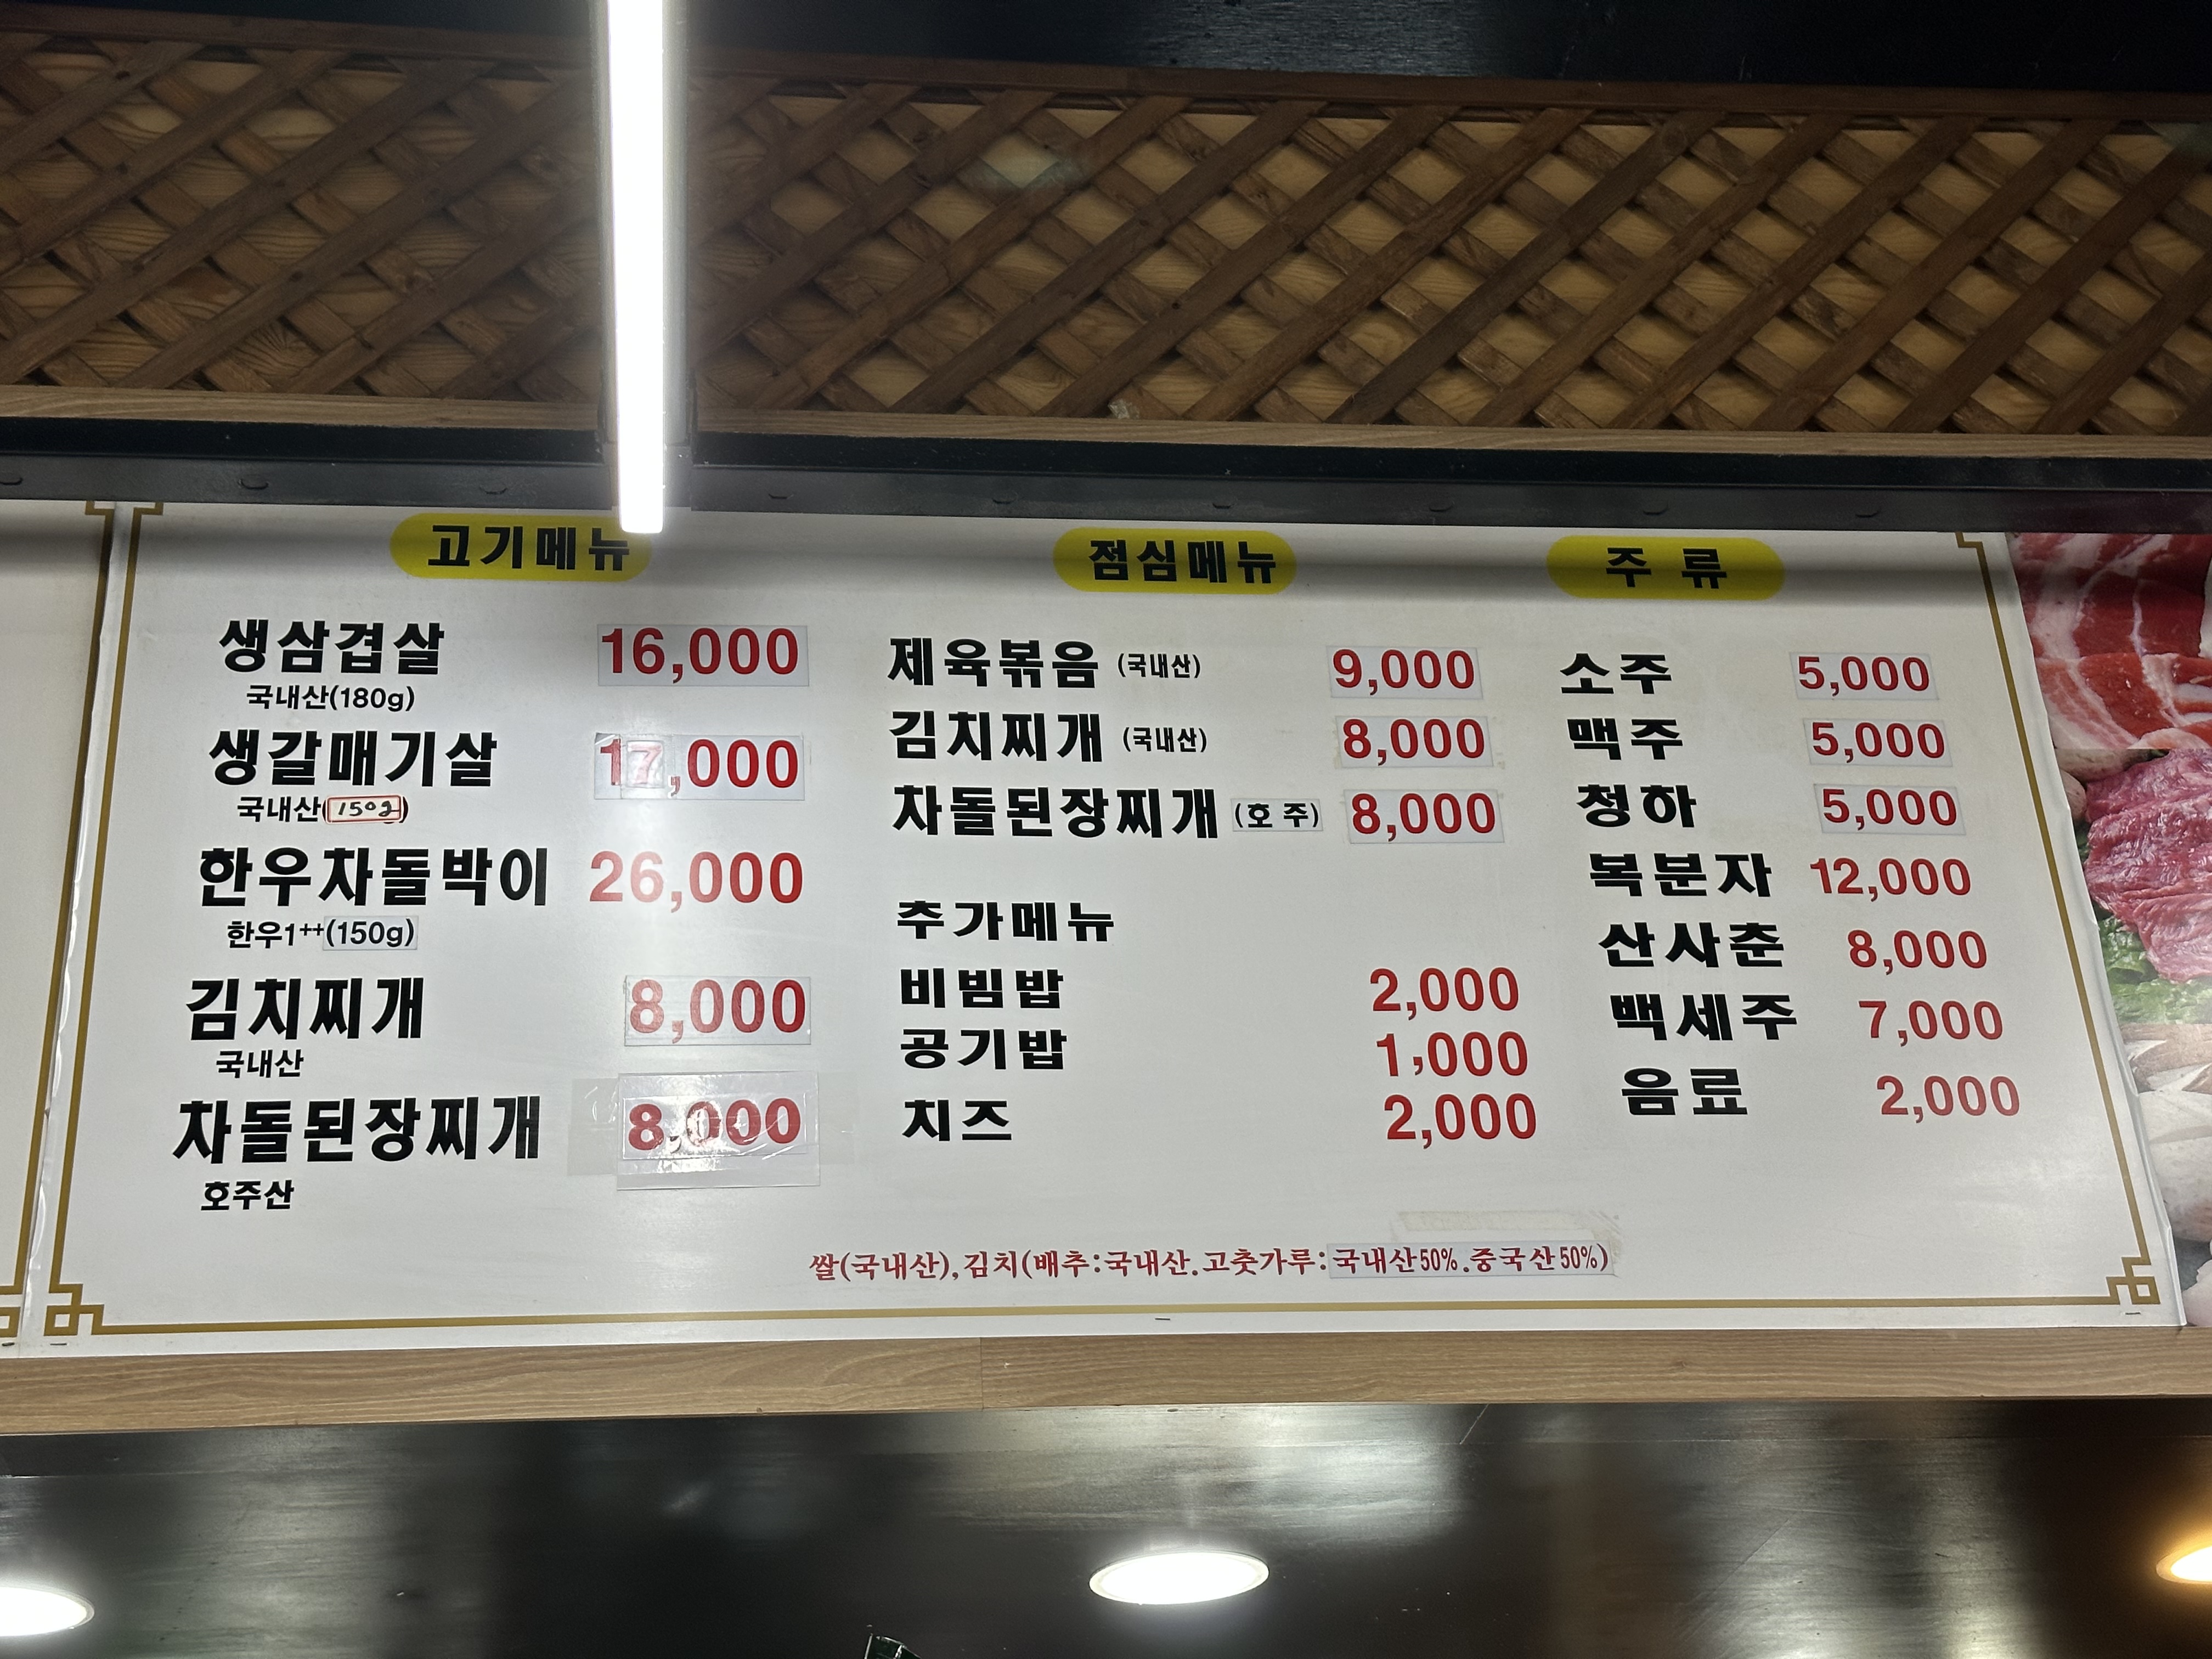 고기메뉴
생삼겹살 16,000
국내산(180g)
생갈매기살 17,000
국내산(150g)
한우차돌박이 26,000
한우1++(150g)
김치찌개 8,000
국내산
차돌된장찌개 8,000
호주산
점심메뉴
제육볶음 (국내산) 9,000
김치찌개 (국내산) 8,000
차돌된장찌개 (호주) 8,000
추가메뉴
비빔밥 2,000
공기밥 1,000
치즈 2,000
주류
소주 5,000
맥주 5,000
청하 5,000
복분자 12,000
산사춘 8,000
백세주 7,000
음료 2,000
쌀(국내산),김치(배추:국내산.고춧가루:국내산50%.중국산50%)